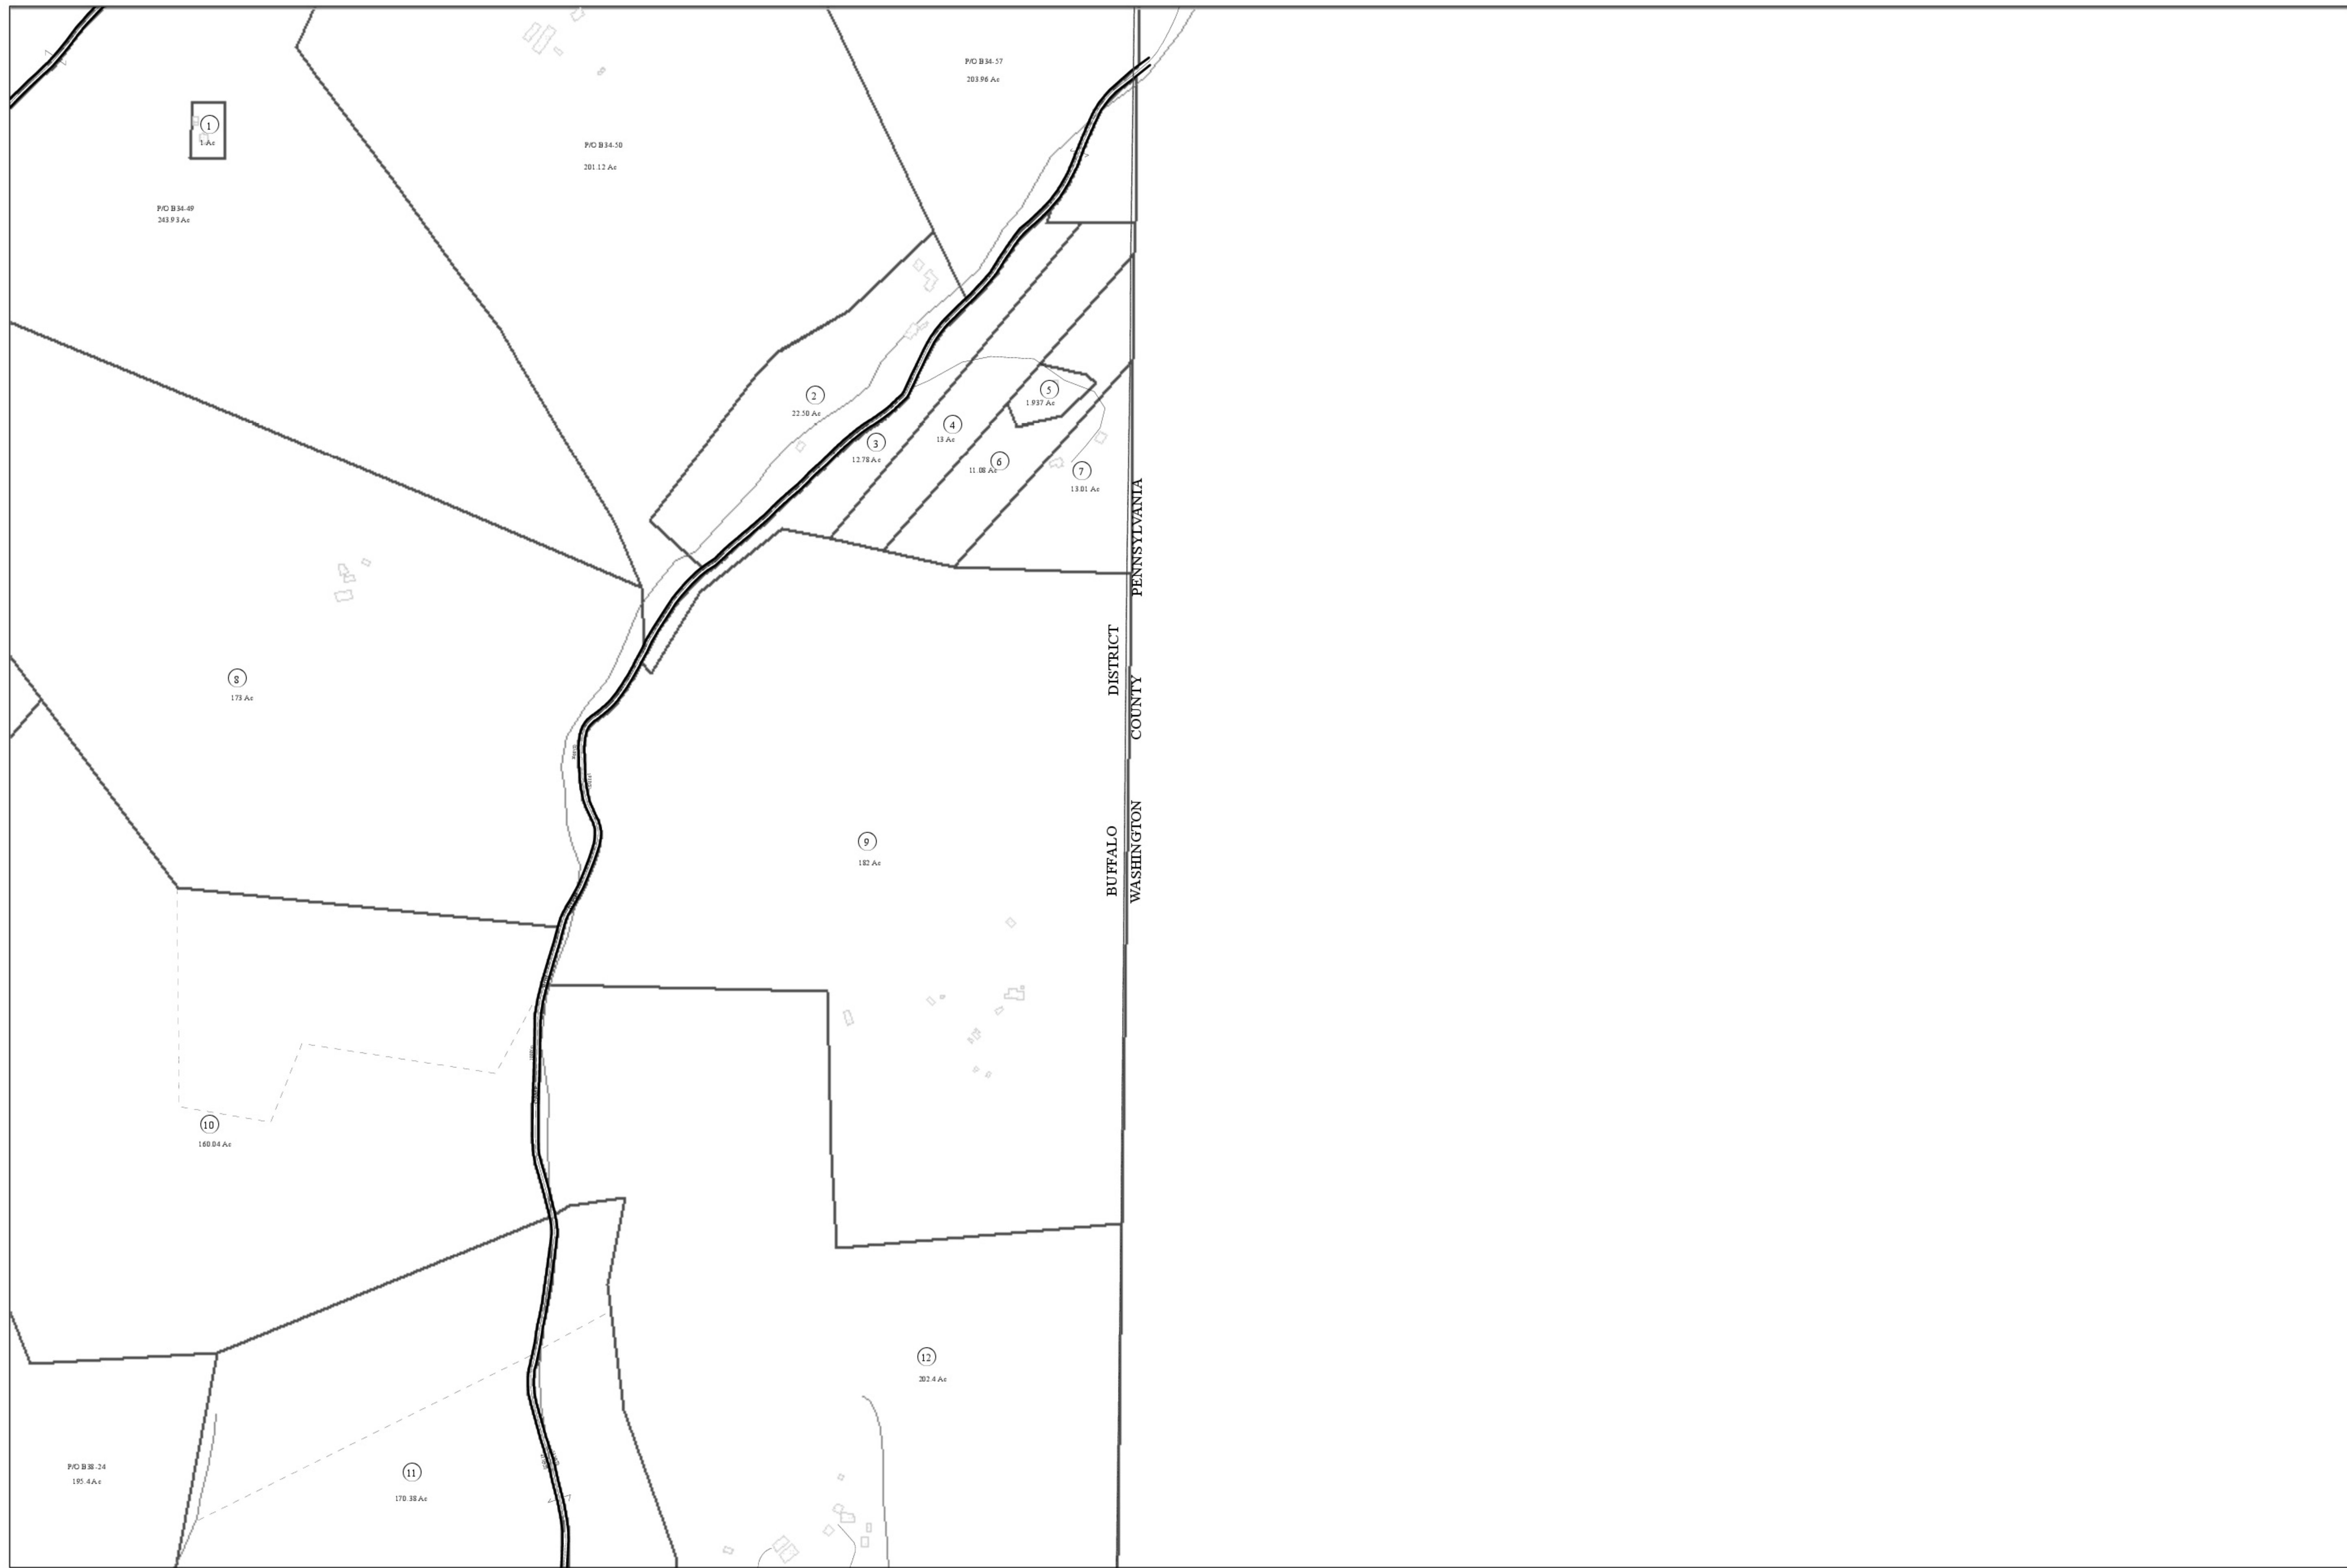 P/O B34-57
203.96 Ac
1
1 Ac
P/O B34-50
201.12 Ac
P/O B34-49
243.93 Ac
2
22.50 Ac
5
1.937 Ac
4
13 Ac
3
12.78 Ac
6
11.08 Ac
7
13.01 Ac
PENNSYLVANIA
DISTRICT
COUNTY
8
173 Ac
BUFFALO
WASHINGTON
9
182 Ac
10
160.04 Ac
12
202.4 Ac
P/O B38-24
195.4 Ac
11
170.38 Ac